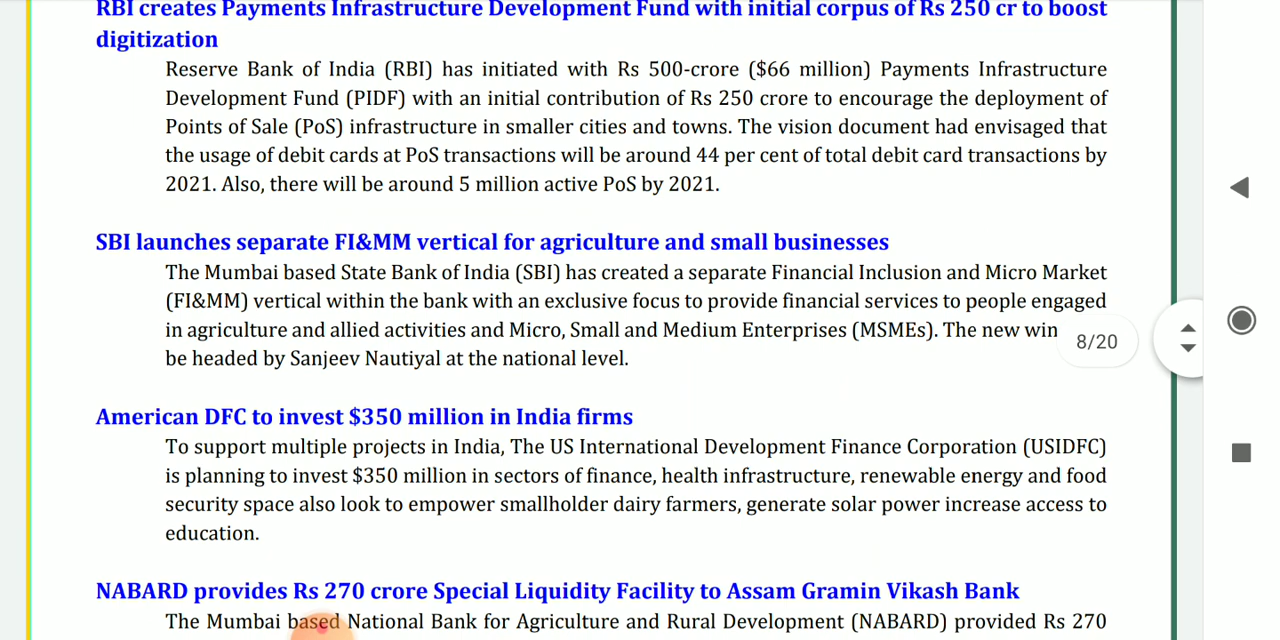 RBI creates Payments Infrastructure Development Fund with initial corpus of Rs 250 cr to boost
digitization
Reserve Bank of India (RBI) has initiated with Rs 500-crore ($66 million) Payments Infrastructure
Development Fund (PIDF) with an initial contribution of Rs 250 crore to encourage the deployment of
Points of Sale (PoS) infrastructure in smaller cities and towns. The vision document had envisaged that
the usage of debit cards at PoS transactions will be around 44 per cent of total debit card transactions by
2021. Also, there will be around 5 million active PoS by 2021.
SBI launches separate FI&MM vertical for agriculture and small businesses
The Mumbai based State Bank of India (SBI) has created a separate Financial Inclusion and Micro Market
(FI&MM) vertical within the bank with an exclusive focus to provide financial services to people engaged
in agriculture and allied activities and Micro, Small and Medium Enterprises (MSMEs). The new win
8/20
be headed by Sanjeev Nautiyal at the national level.
American DFC to invest $350 million in India firms
To support multiple projects in India, The US International Development Finance Corporation (USIDFC)
is planning to invest $350 million in sectors of finance, health infrastructure, renewable energy and food
security space also look to empower smallholder dairy farmers, generate solar power increase access to
education.
NABARD provides Rs 270 crore Special Liquidity Facility to Assam Gramin Vikash Bank
The Mumbai based National Bank for Agriculture and Rural Development (NABARD) provided Rs 270